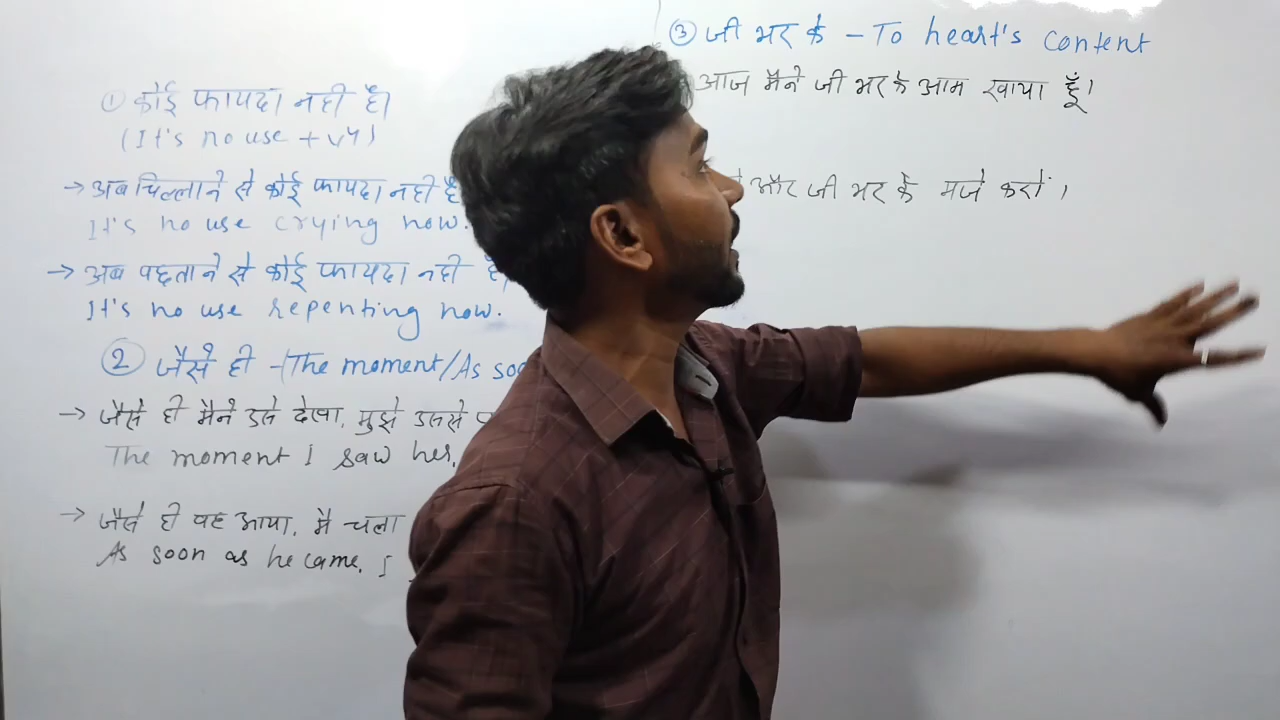 ① कोई फायदा नही है।
(It's no use + v4)
→ अब चिल्लाने से कोई फायदा नही है
It's no use crying now.
→ अब पछताने से कोई फायदा नही है,
It's no use repenting now.
② जैसे ही - (The moment/As soo
→ जैसे ही मैने उसे देखा, मुझे उससे
The moment I saw her,
→ जैसे ही वह आया, मै चला
As soon as he came, I
③ जी भर के - To heart's content
आज मैने जी भर के आम खाया हूँ।
और जी भर के मजे करों।